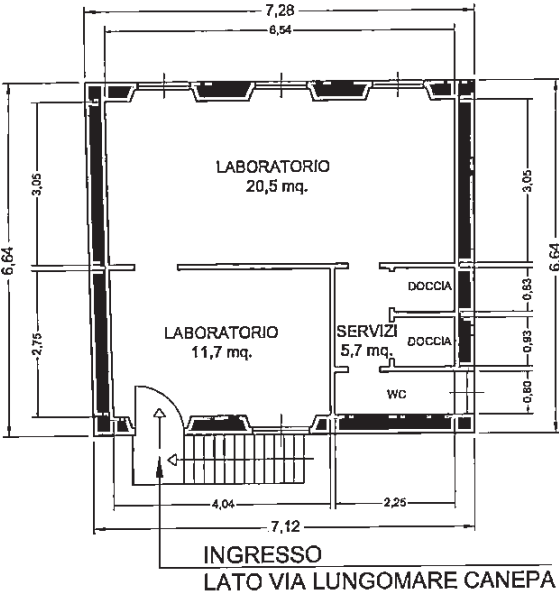 7,28
6,54
LABORATORIO
20,5 mq.
3,05
3,05
6,64
6,64
DOCCIA
0,83
LABORATORIO
11,7 mq.
SERVIZI
5,7 mq.
DOCCIA
0,93
2,75
WC
0,80
4,04
2,25
7,12
INGRESSO
LATO VIA LUNGOMARE CANEPA